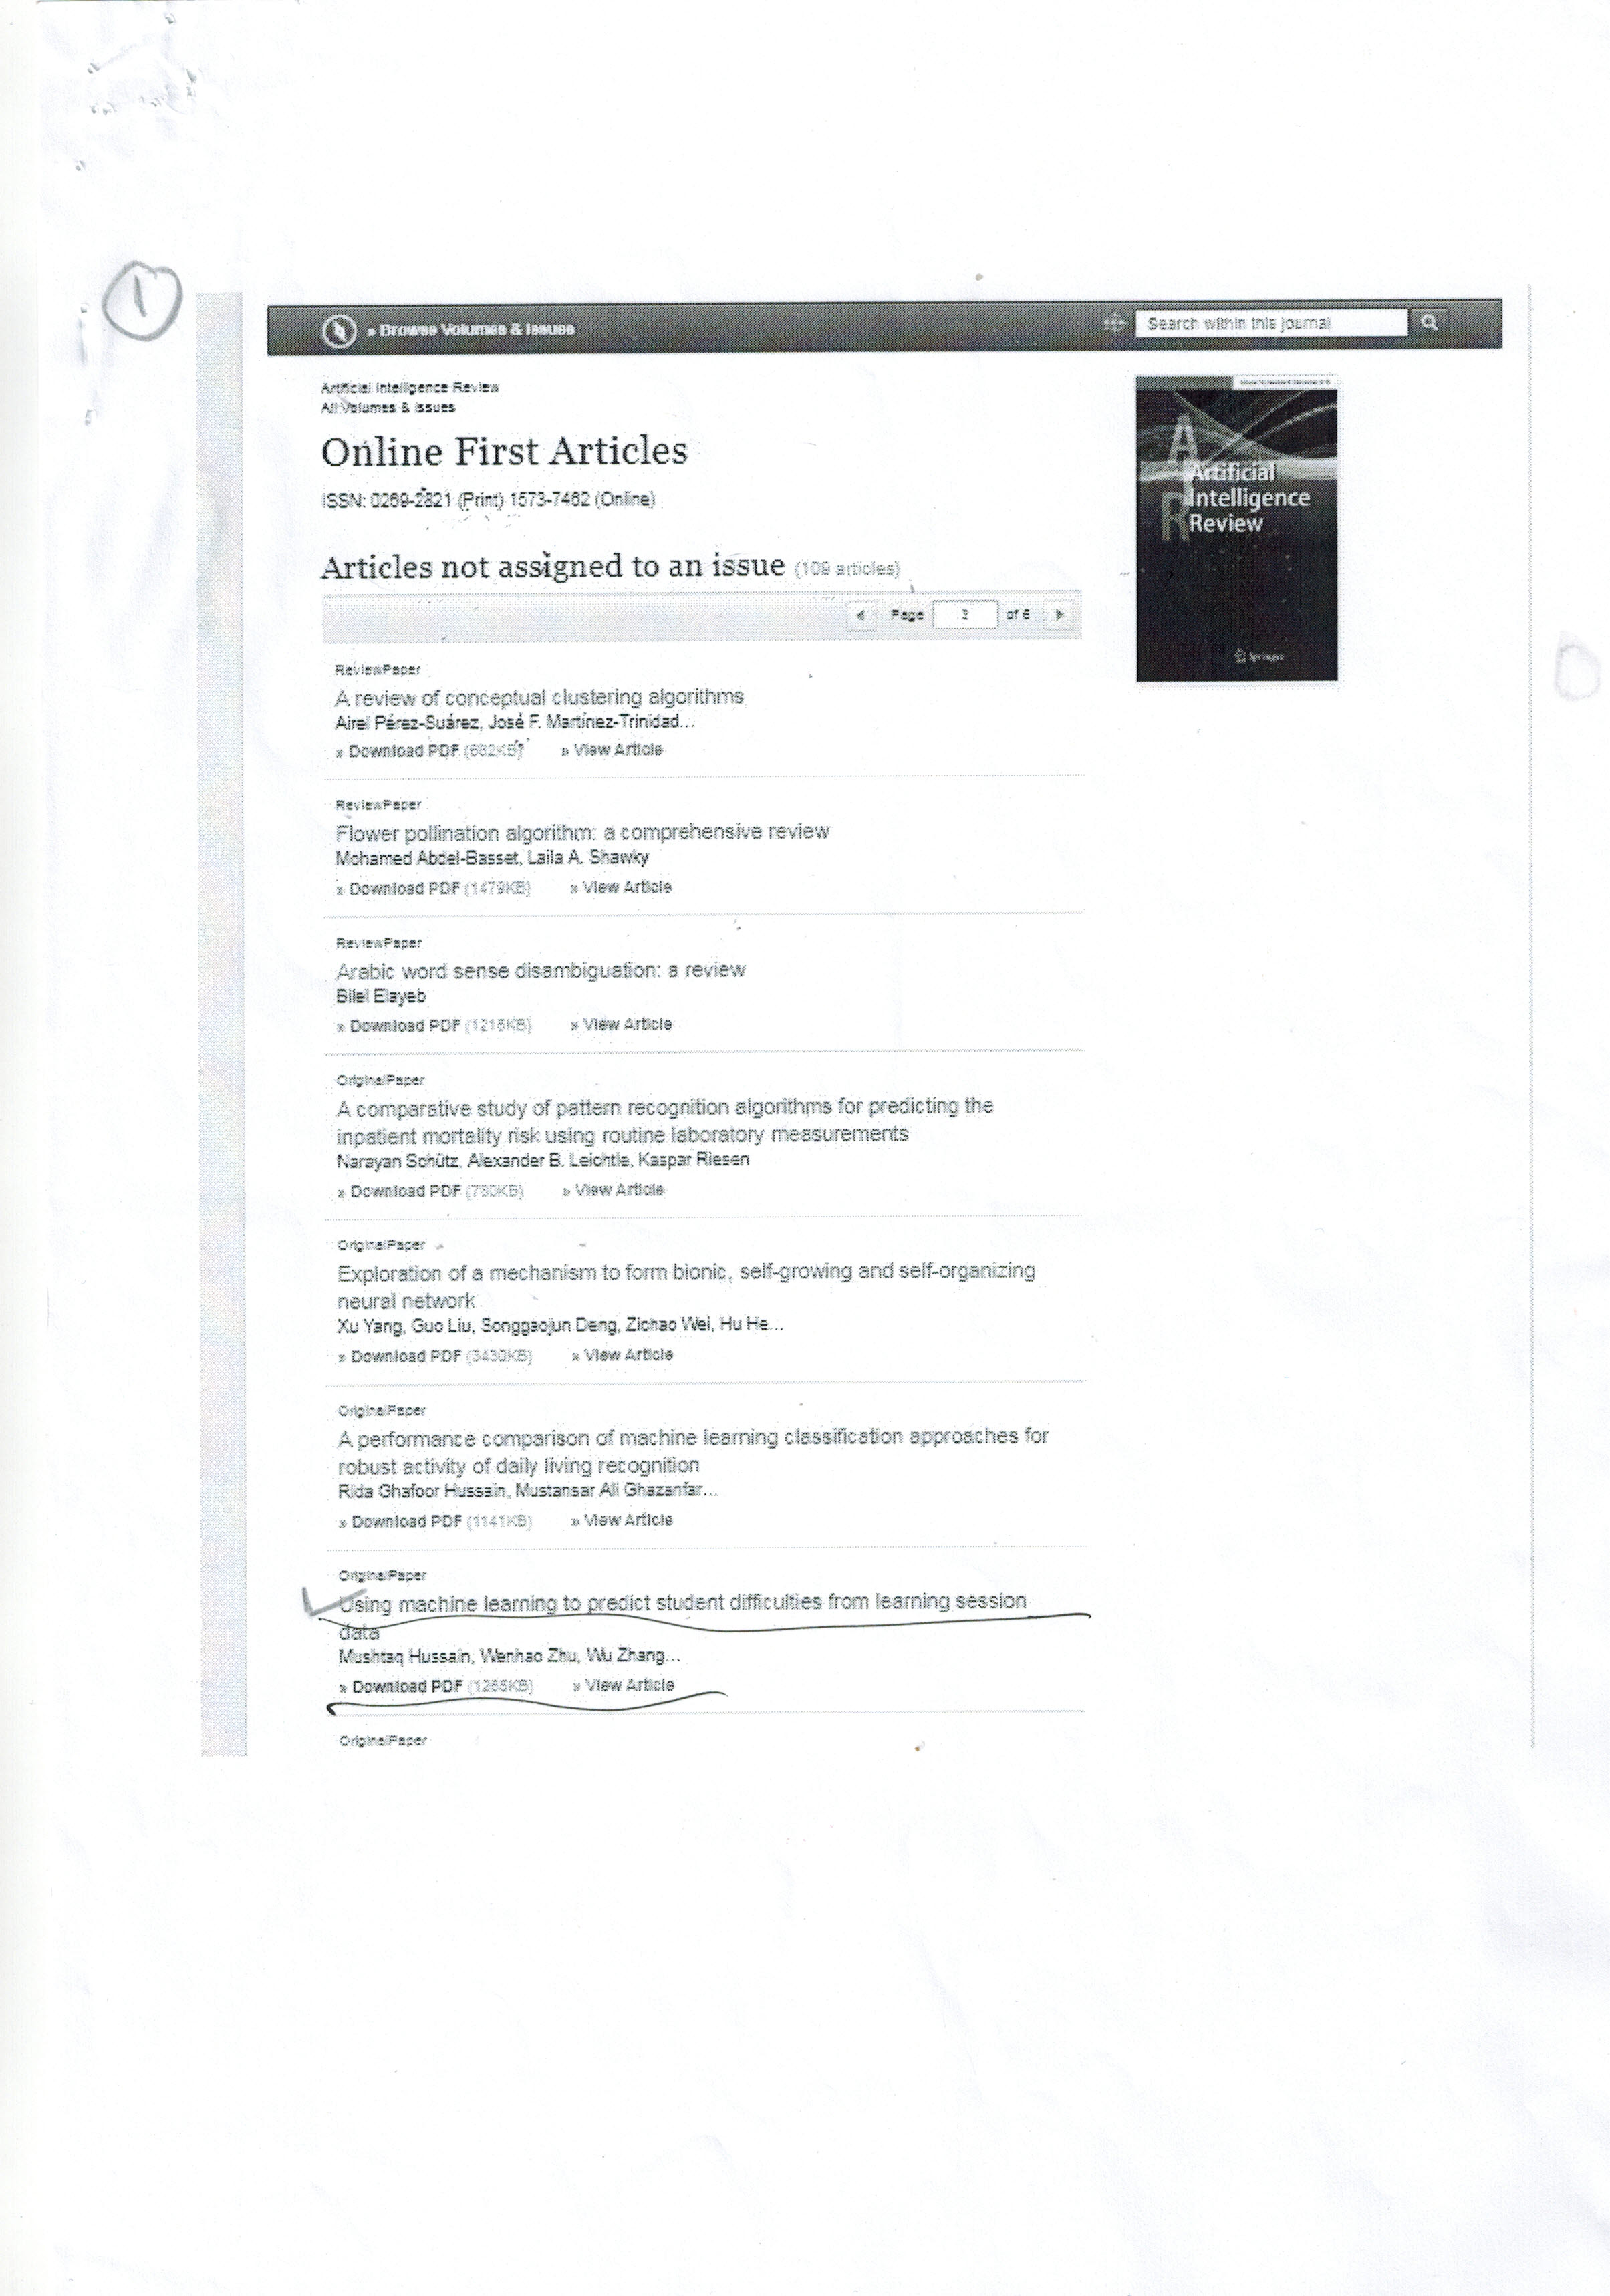 1
» Browse Volumes & Issues
Search within this journal
Artificial Intelligence Review
All Volumes & Issues
Online First Articles
ISSN: 0269-2821 (Print) 1573-7462 (Online)
A
Artificial
Intelligence
R Review
Springer
Articles not assigned to an issue (109 articles)
Page of 6
ReviewPaper
A review of conceptual clustering algorithms
Airel Pérez-Suárez, José F. Martínez-Trinidad...
» Download PDF (682KB) » View Article
ReviewPaper
Flower pollination algorithm: a comprehensive review
Mohamed Abdel-Basset, Laila A. Shawky
» Download PDF (1479KB) » View Article
ReviewPaper
Arabic word sense disambiguation: a review
Bilel Elayeb
» Download PDF » View Article
OriginalPaper
A comparative study of pattern recognition algorithms for predicting the
inpatient mortality risk using routine laboratory measurements
Narayan Schütz, Alexander B. Leichtle, Kaspar Riesen
» Download PDF » View Article
OriginalPaper
Exploration of a mechanism to form bionic, self-growing and self-organizing
neural network
Xu Yang, Guo Liu, Songgaojun Deng, Zichao Wei, Hu He...
» Download PDF (3430KB) » View Article
OriginalPaper
A performance comparison of machine learning classification approaches for
robust activity of daily living recognition
Rida Ghafoor Hussain, Mustansar Ali Ghazanfar...
» Download PDF (1141KB) » View Article
OriginalPaper
Using machine learning to predict student difficulties from learning session
data
Mushtaq Hussain, Wenhao Zhu, Wu Zhang...
» Download PDF » View Article
OriginalPaper